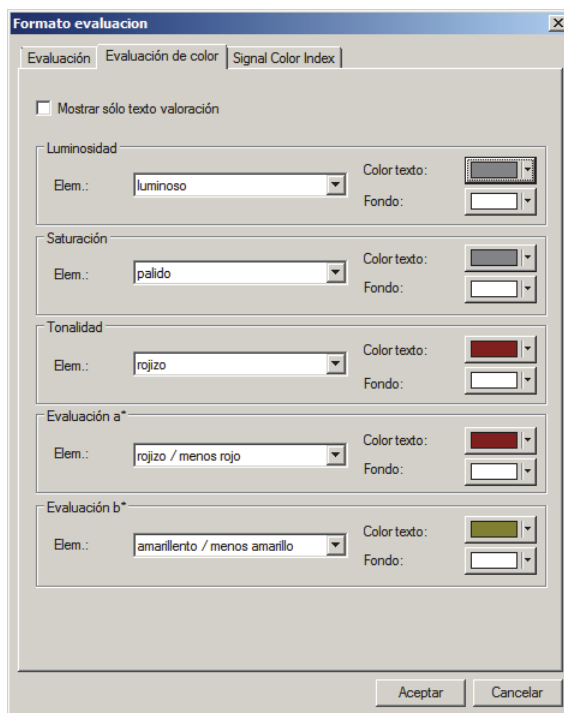 Formato evaluacion
Evaluación Evaluación de color Signal Color Index
Mostrar sólo texto valoración
Luminosidad
Elem.: luminoso Color texto:
Fondo:
Saturación
Elem.: palido Color texto:
Fondo:
Tonalidad
Elem.: rojizo Color texto:
Fondo:
Evaluación a*
Elem.: rojizo / menos rojo Color texto:
Fondo:
Evaluación b*
Elem.: amarillento / menos amarillo Color texto:
Fondo:
Aceptar Cancelar